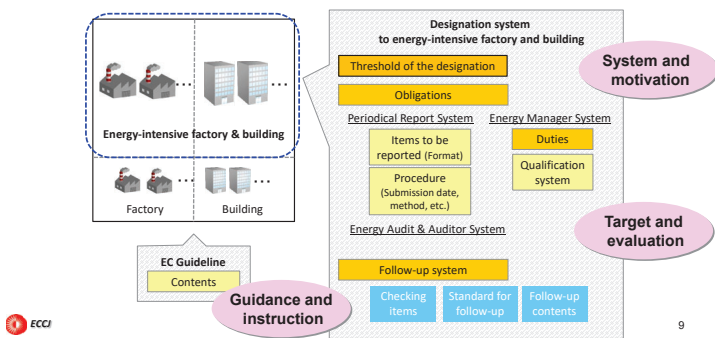 Designation system
to energy-intensive factory and building
Threshold of the designation
Obligations
Periodical Report System
Energy Manager System
Items to be
reported (Format)
Procedure
(Submission date,
method, etc.)
Duties
Qualification
system
Energy Audit & Auditor System
Follow-up system
Checking
items
Standard for
follow-up
Follow-up
contents
System and
motivation
Target and
evaluation
Guidance and
instruction
...
...
Energy-intensive factory & building
...
...
Factory
Building
EC Guideline
Contents
ECCJ
9